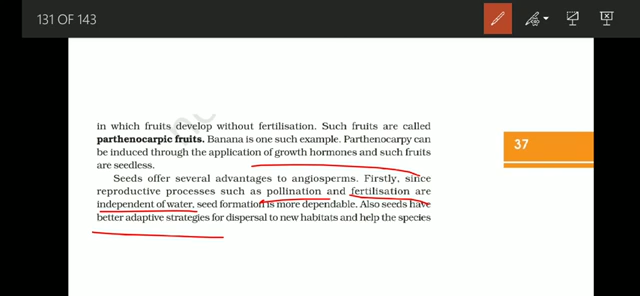 131 OF 143
in which fruits develop without fertilisation. Such fruits are called
parthenocarpic fruits. Banana is one such example. Parthenocarpy can
be induced through the application of growth hormones and such fruits
are seedless.
Seeds offer several advantages to angiosperms. Firstly, since
reproductive processes such as pollination and fertilisation are
independent of water, seed formation is more dependable. Also seeds have
better adaptive strategies for dispersal to new habitats and help the species
37